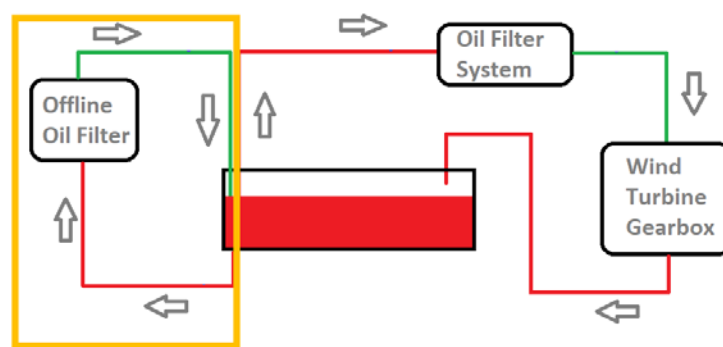 Offline
Oil Filter
Oil Filter
System
Wind
Turbine
Gearbox